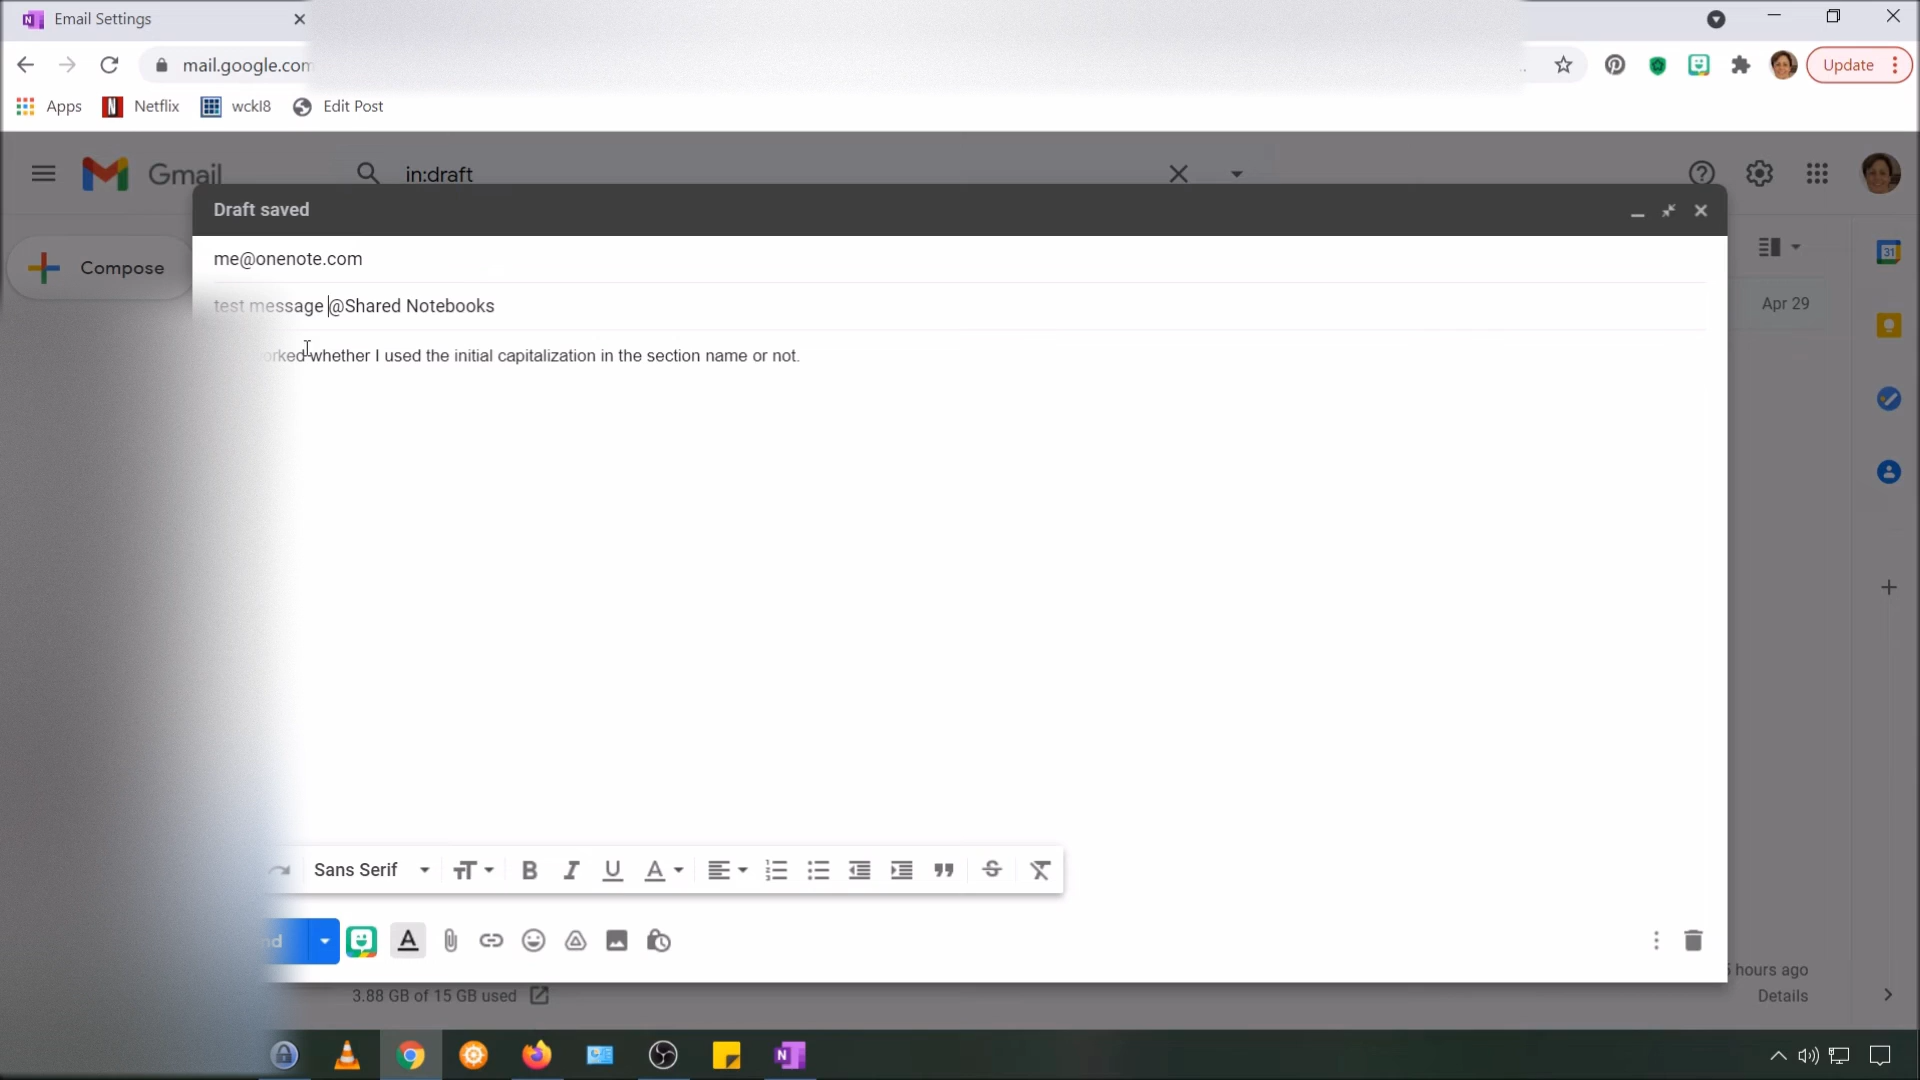 Email Settings
mail.google.com
Update
Apps
Netflix
wckl8
Edit Post
Gmail
in:draft
Draft saved
Compose
me@onenote.com
test message @Shared Notebooks
Apr 29
31
whether I used the initial capitalization in the section name or not.
Sans Serif
hours ago
3.88 GB of 15 GB used
Details